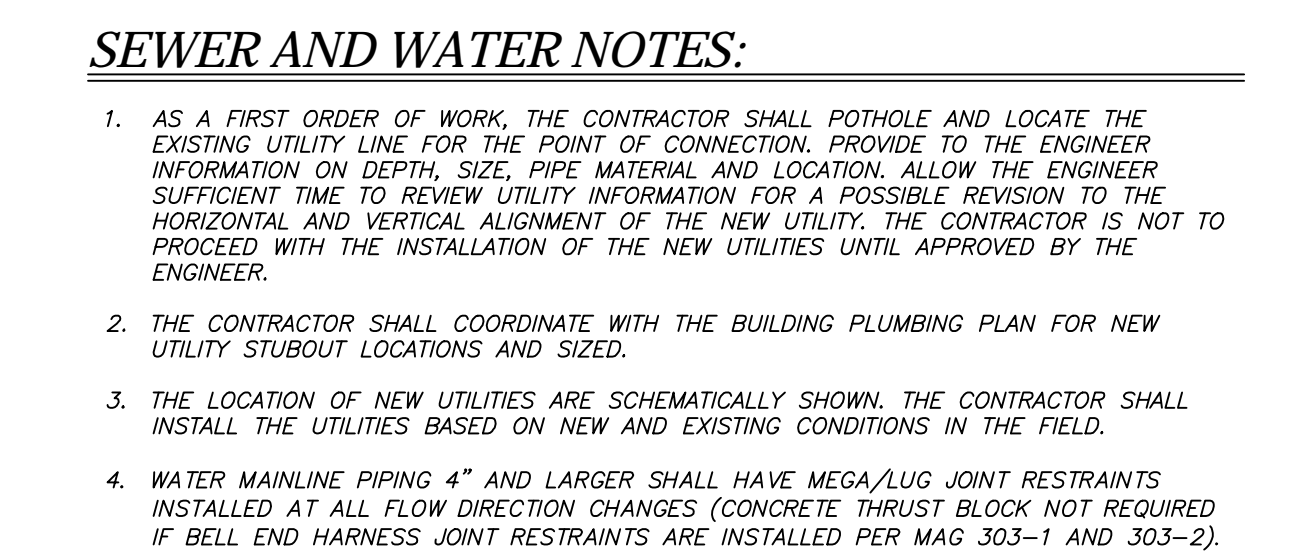 SEWER AND WATER NOTES:
1. AS A FIRST ORDER OF WORK, THE CONTRACTOR SHALL POTHOLE AND LOCATE THE
EXISTING UTILITY LINE FOR THE POINT OF CONNECTION. PROVIDE TO THE ENGINEER
INFORMATION ON DEPTH, SIZE, PIPE MATERIAL AND LOCATION. ALLOW THE ENGINEER
SUFFICIENT TIME TO REVIEW UTILITY INFORMATION FOR A POSSIBLE REVISION TO THE
HORIZONTAL AND VERTICAL ALIGNMENT OF THE NEW UTILITY. THE CONTRACTOR IS NOT TO
PROCEED WITH THE INSTALLATION OF THE NEW UTILITIES UNTIL APPROVED BY THE
ENGINEER.
2. THE CONTRACTOR SHALL COORDINATE WITH THE BUILDING PLUMBING PLAN FOR NEW
UTILITY STUBOUT LOCATIONS AND SIZED.
3. THE LOCATION OF NEW UTILITIES ARE SCHEMATICALLY SHOWN. THE CONTRACTOR SHALL
INSTALL THE UTILITIES BASED ON NEW AND EXISTING CONDITIONS IN THE FIELD.
4. WATER MAINLINE PIPING 4” AND LARGER SHALL HAVE MEGA/LUG JOINT RESTRAINTS
INSTALLED AT ALL FLOW DIRECTION CHANGES (CONCRETE THRUST BLOCK NOT REQUIRED
IF BELL END HARNESS JOINT RESTRAINTS ARE INSTALLED PER MAG 303–1 AND 303–2).